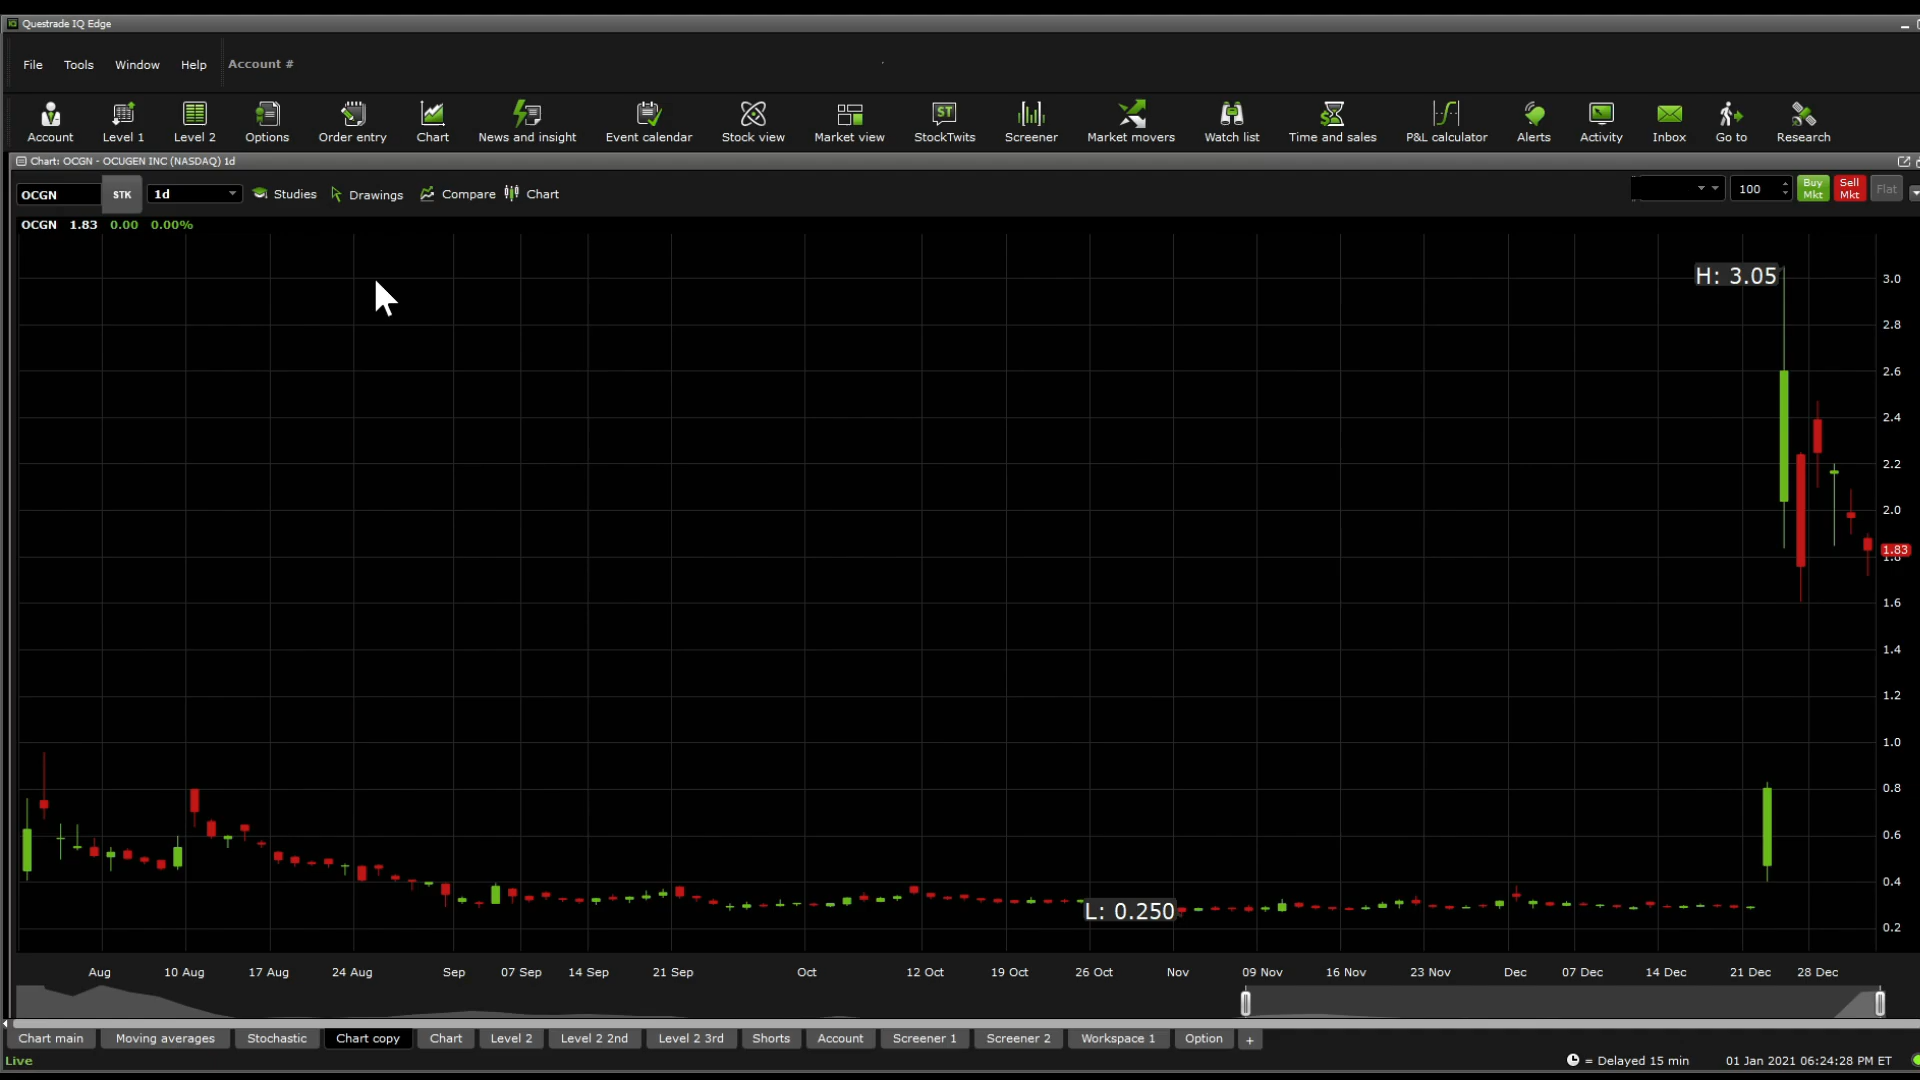 Questrade IQ Edge
File Tools Window Help Account #
Account Level 1 Level 2 Options Order entry Chart News and insight Event calendar Stock view Market view StockTwits Screener Market movers Watch list Time and sales P&L calculator Alerts Activity Inbox Go to Research
Chart: OCGN - OCUGEN INC (NASDAQ) 1d
OCGN STK 1d Studies Drawings Compare Chart 100 Buy Mkt Sell Mkt Flat
OCGN 1.83 0.00 0.00%
H: 3.05
3.0
2.8
2.6
2.4
2.2
2.0
1.83
1.8
1.6
1.4
1.2
1.0
0.8
0.6
0.4
L: 0.250
0.2
Aug 10 Aug 17 Aug 24 Aug Sep 07 Sep 14 Sep 21 Sep Oct 12 Oct 19 Oct 26 Oct Nov 09 Nov 16 Nov 23 Nov Dec 07 Dec 14 Dec 21 Dec 28 Dec
Chart main Moving averages Stochastic Chart copy Chart Level 2 Level 2 2nd Level 2 3rd Shorts Account Screener 1 Screener 2 Workspace 1 Option +
Live = Delayed 15 min 01 Jan 2021 06:24:28 PM ET